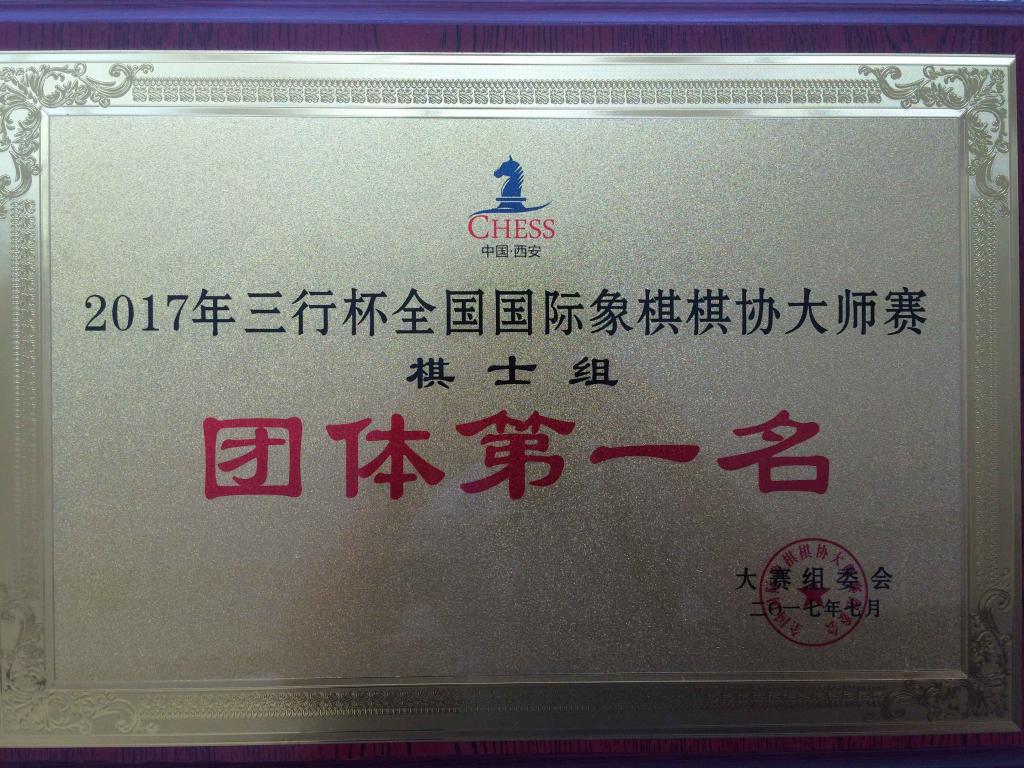 CHESS
中国·西安
2017年三行杯全国国际象棋棋协大师赛
棋士组
团体第一名
大赛组委会
二〇一七年七月